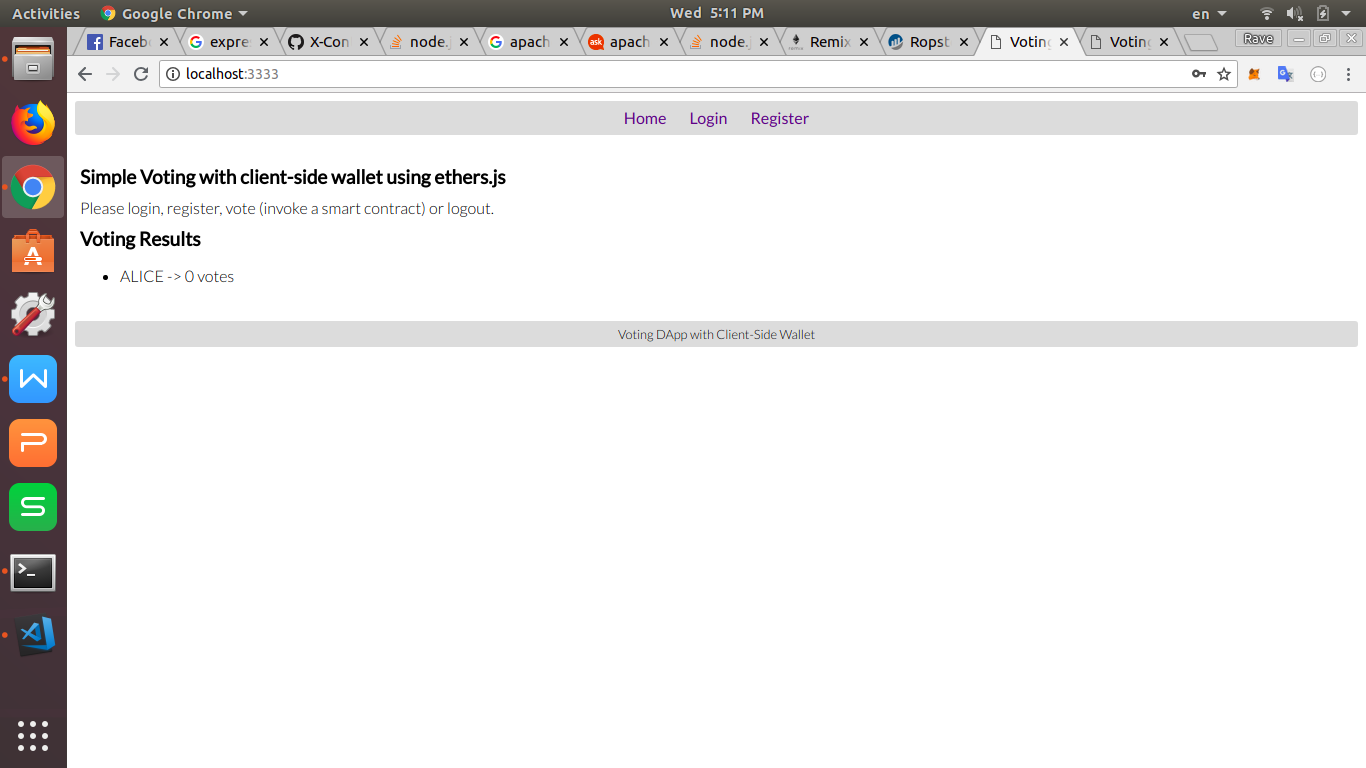 Activities Google Chrome Wed 5:11 PM en
Faceb expre X-Con node. apach apach node. Remix Ropst Voting Voting Rave
localhost:3333
Home Login Register
Simple Voting with client-side wallet using ethers.js
Please login, register, vote (invoke a smart contract) or logout.
Voting Results
• ALICE -> 0 votes
Voting DApp with Client-Side Wallet